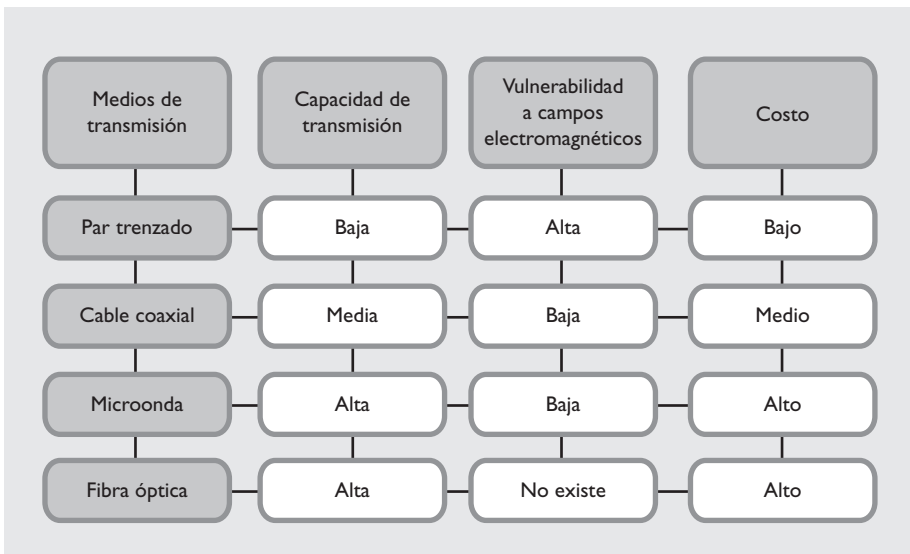 Medios de
transmisión
Capacidad de
transmisión
Vulnerabilidad
a campos
electromagnéticos
Costo
Par trenzado
Baja
Alta
Bajo
Cable coaxial
Media
Baja
Medio
Microonda
Alta
Baja
Alto
Fibra óptica
Alta
No existe
Alto